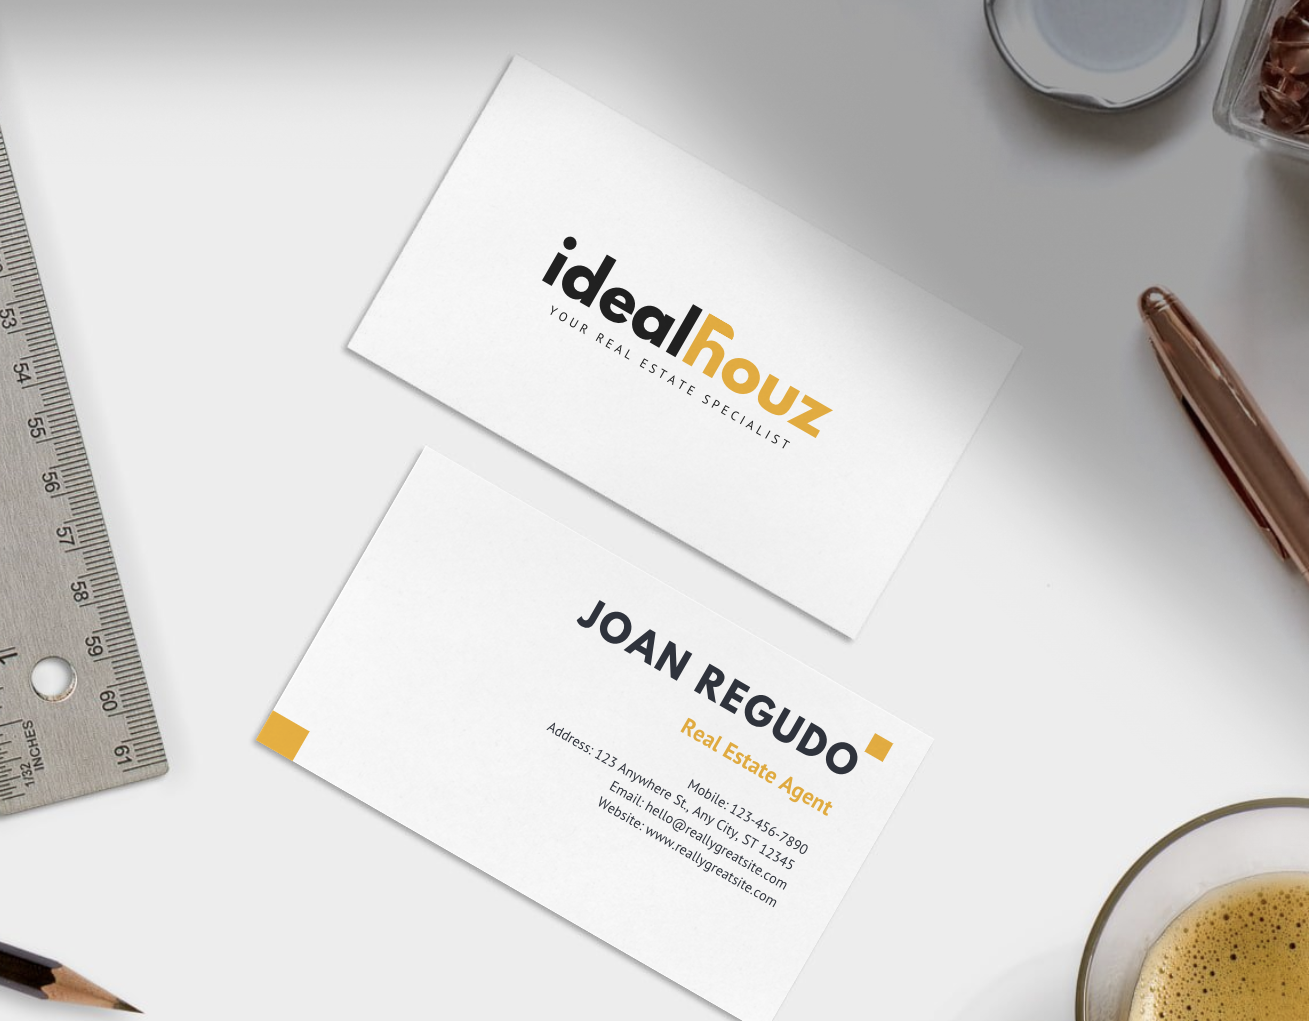 idealhouz
YOUR REAL ESTATE SPECIALIST
JOAN REGUDO
Real Estate Agent
Mobile: 123-456-7890
Address: 123 Anywhere St., Any City, ST 12345
Email: hello@reallygreatsite.com
Website: www.reallygreatsite.com
53
54
55
56
57
58
59
60
61
1/32
INCHES